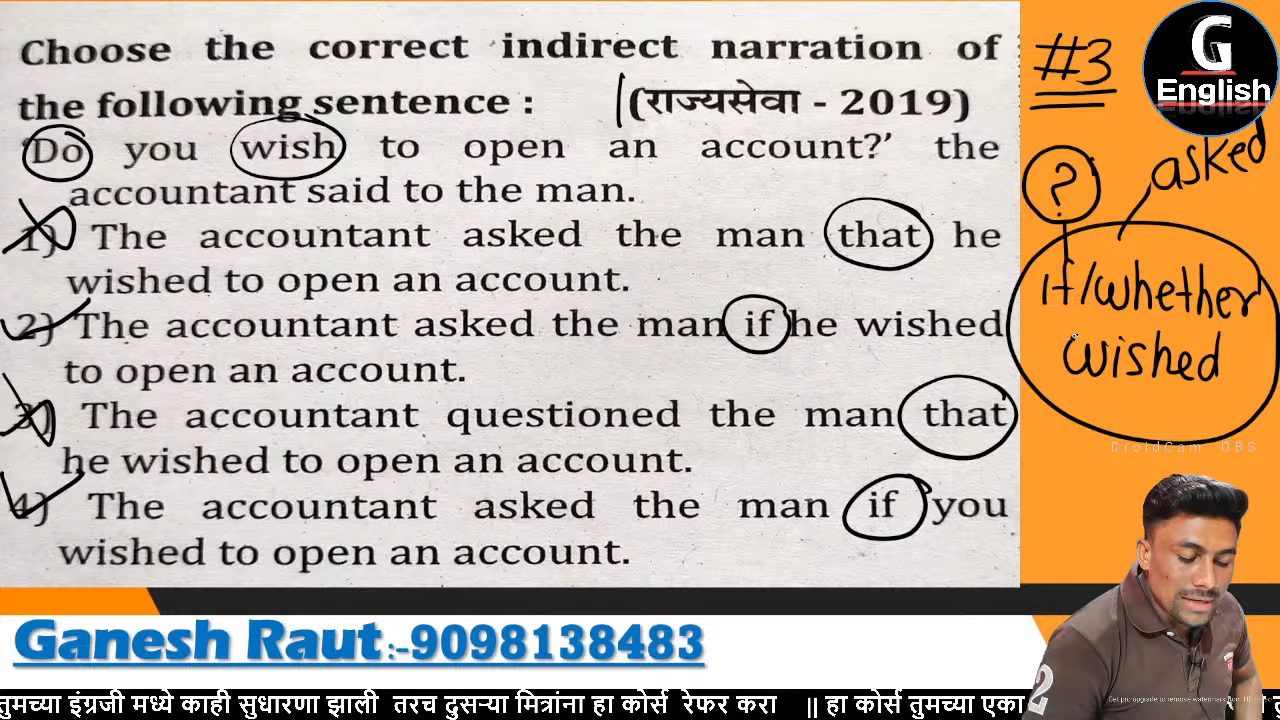 Choose the correct indirect narration of
the following sentence : (राज्यसेवा - 2019)
'Do you wish to open an account?' the
accountant said to the man.
1) The accountant asked the man that he
wished to open an account.
2) The accountant asked the man if he wished
to open an account.
3) The accountant questioned the man that
he wished to open an account.
4) The accountant asked the man if you
wished to open an account.
#3
G
English
asked
?
if/whether
wished
DroidCam OBS
2
Ganesh Raut:-9098138483
तुमच्या इंग्रजी मध्ये काही सुधारणा झाली तरच दुसऱ्या मित्रांना हा कोर्स रेफर करा || हा कोर्स तुमच्या एका